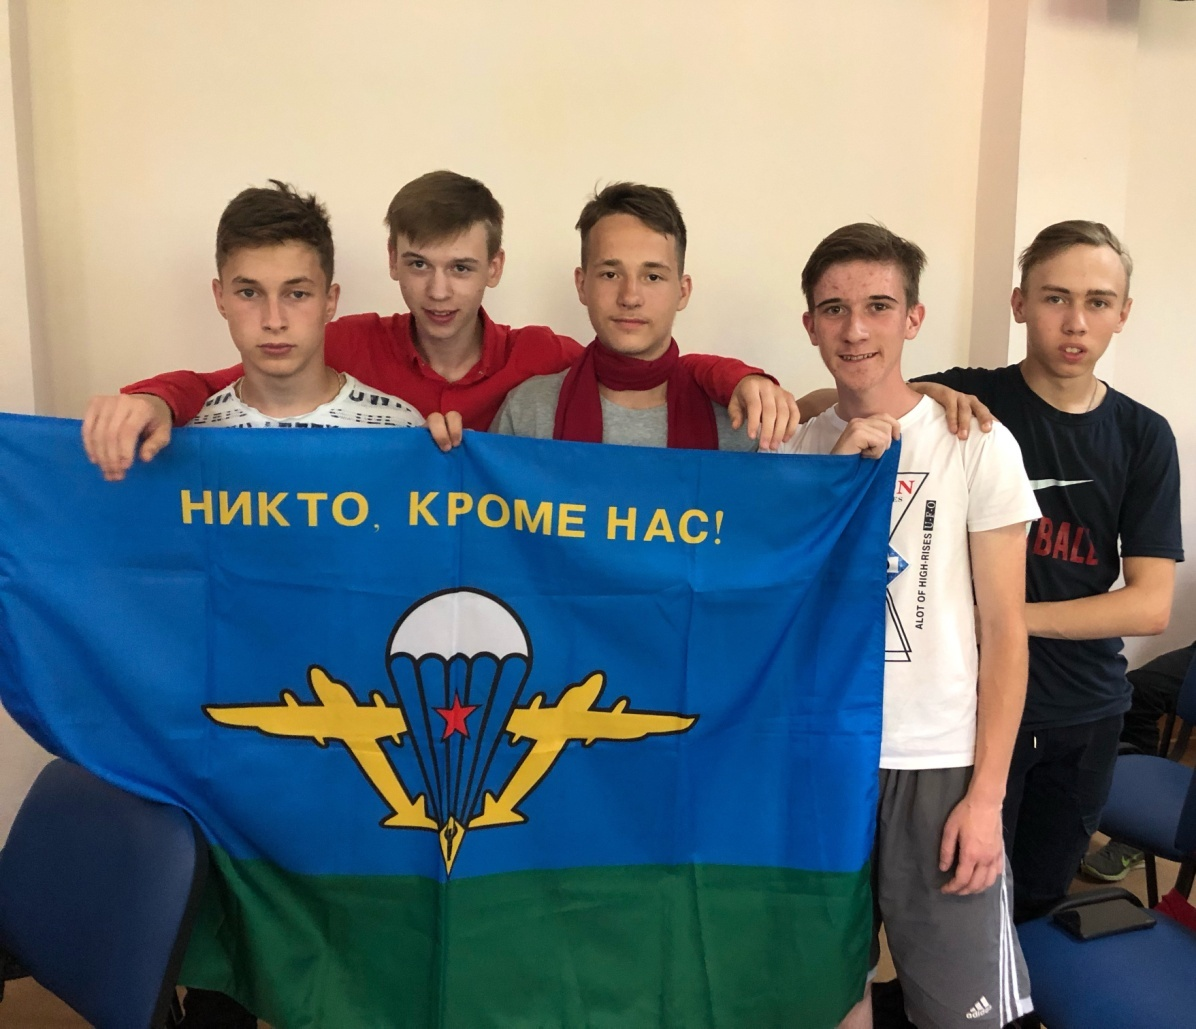 НИКТО, КРОМЕ НАС!
ALOT OF HIGH-RISES U-F-O
BALL
adidas